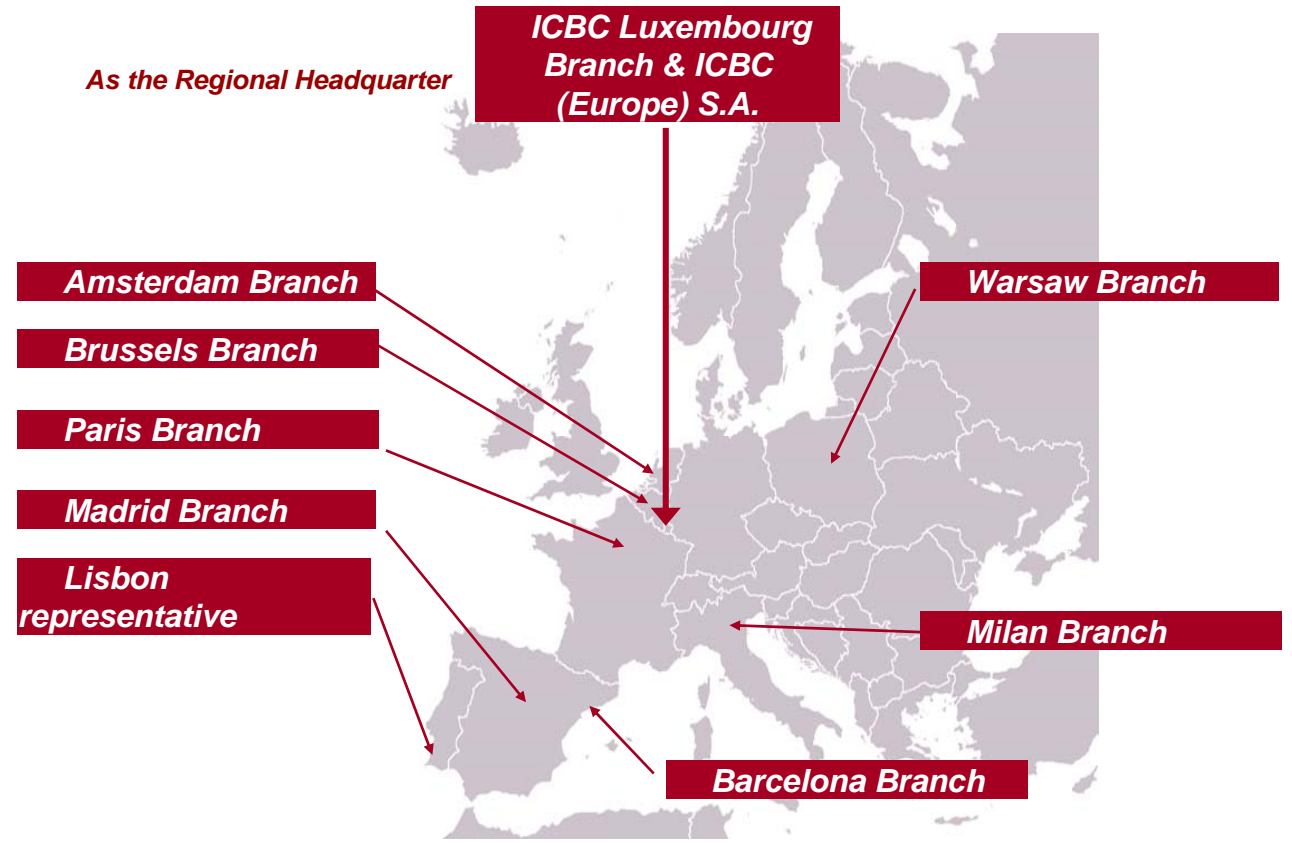 ICBC Luxembourg
Branch & ICBC
(Europe) S.A.
As the Regional Headquarter
Amsterdam Branch
Warsaw Branch
Brussels Branch
Paris Branch
Madrid Branch
Lisbon
representative
Milan Branch
Barcelona Branch